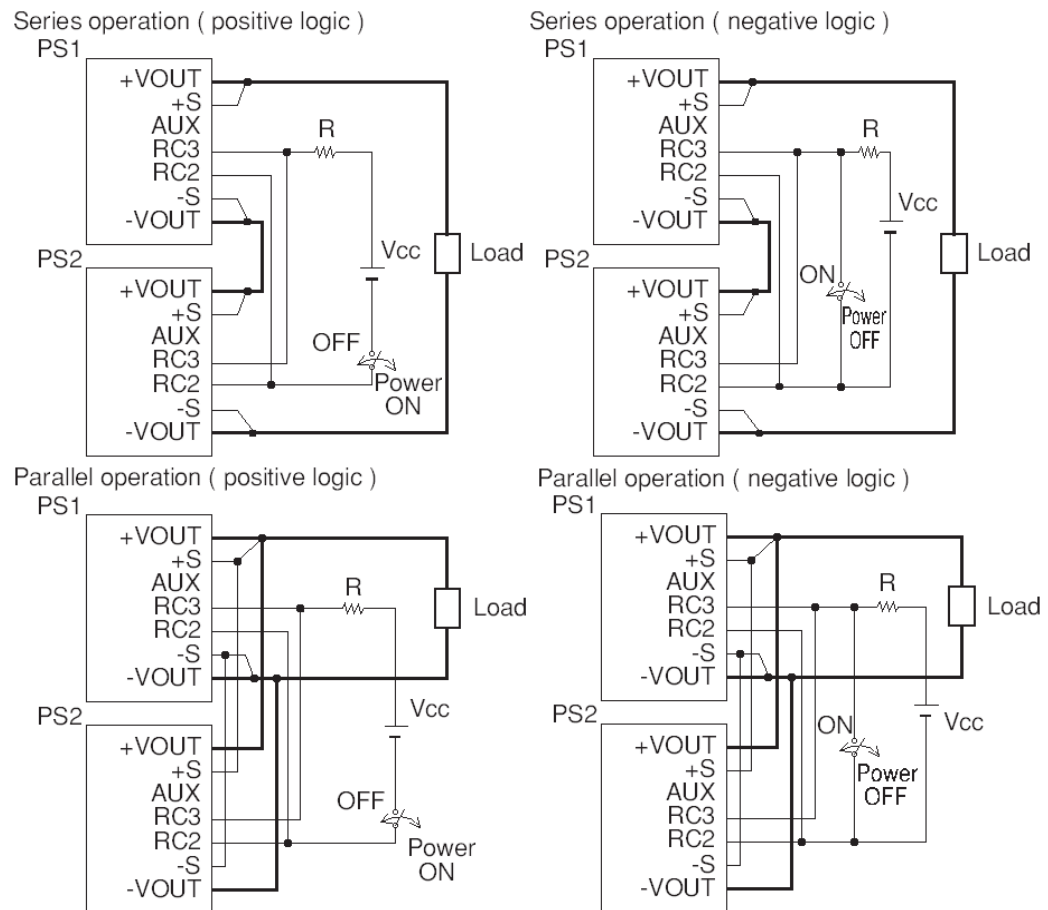 Series operation ( positive logic )
PS1
+VOUT
+S
AUX
RC3
RC2
-S
-VOUT
R
Vcc
Load
PS2
+VOUT
+S
AUX
RC3
RC2
-S
-VOUT
OFF
Power
ON
Series operation ( negative logic )
PS1
+VOUT
+S
AUX
RC3
RC2
-S
-VOUT
R
Vcc
Load
PS2
+VOUT
+S
AUX
RC3
RC2
-S
-VOUT
ON
Power
OFF
Parallel operation ( positive logic )
PS1
+VOUT
+S
AUX
RC3
RC2
-S
-VOUT
R
Load
Vcc
PS2
+VOUT
+S
AUX
RC3
RC2
-S
-VOUT
OFF
Power
ON
Parallel operation ( negative logic )
PS1
+VOUT
+S
AUX
RC3
RC2
-S
-VOUT
R
Load
Vcc
PS2
+VOUT
+S
AUX
RC3
RC2
-S
-VOUT
ON
Power
OFF